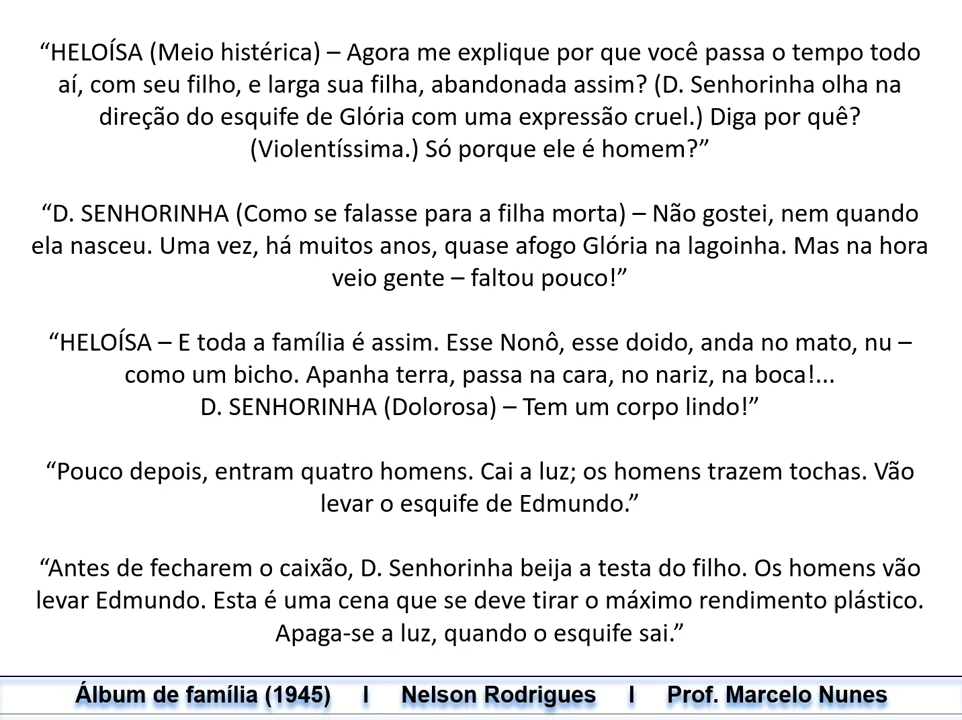 “HELOÍSA (Meio histérica) – Agora me explique por que você passa o tempo todo
aí, com seu filho, e larga sua filha, abandonada assim? (D. Senhorinha olha na
direção do esquife de Glória com uma expressão cruel.) Diga por quê?
(Violentíssima.) Só porque ele é homem?”
“D. SENHORINHA (Como se falasse para a filha morta) – Não gostei, nem quando
ela nasceu. Uma vez, há muitos anos, quase afogo Glória na lagoinha. Mas na hora
veio gente – faltou pouco!”
“HELOÍSA – E toda a família é assim. Esse Nonô, esse doido, anda no mato, nu –
como um bicho. Apanha terra, passa na cara, no nariz, na boca!...
D. SENHORINHA (Dolorosa) – Tem um corpo lindo!”
“Pouco depois, entram quatro homens. Cai a luz; os homens trazem tochas. Vão
levar o esquife de Edmundo.”
“Antes de fecharem o caixão, D. Senhorinha beija a testa do filho. Os homens vão
levar Edmundo. Esta é uma cena que se deve tirar o máximo rendimento plástico.
Apaga-se a luz, quando o esquife sai.”
Álbum de família (1945) I Nelson Rodrigues I Prof. Marcelo Nunes